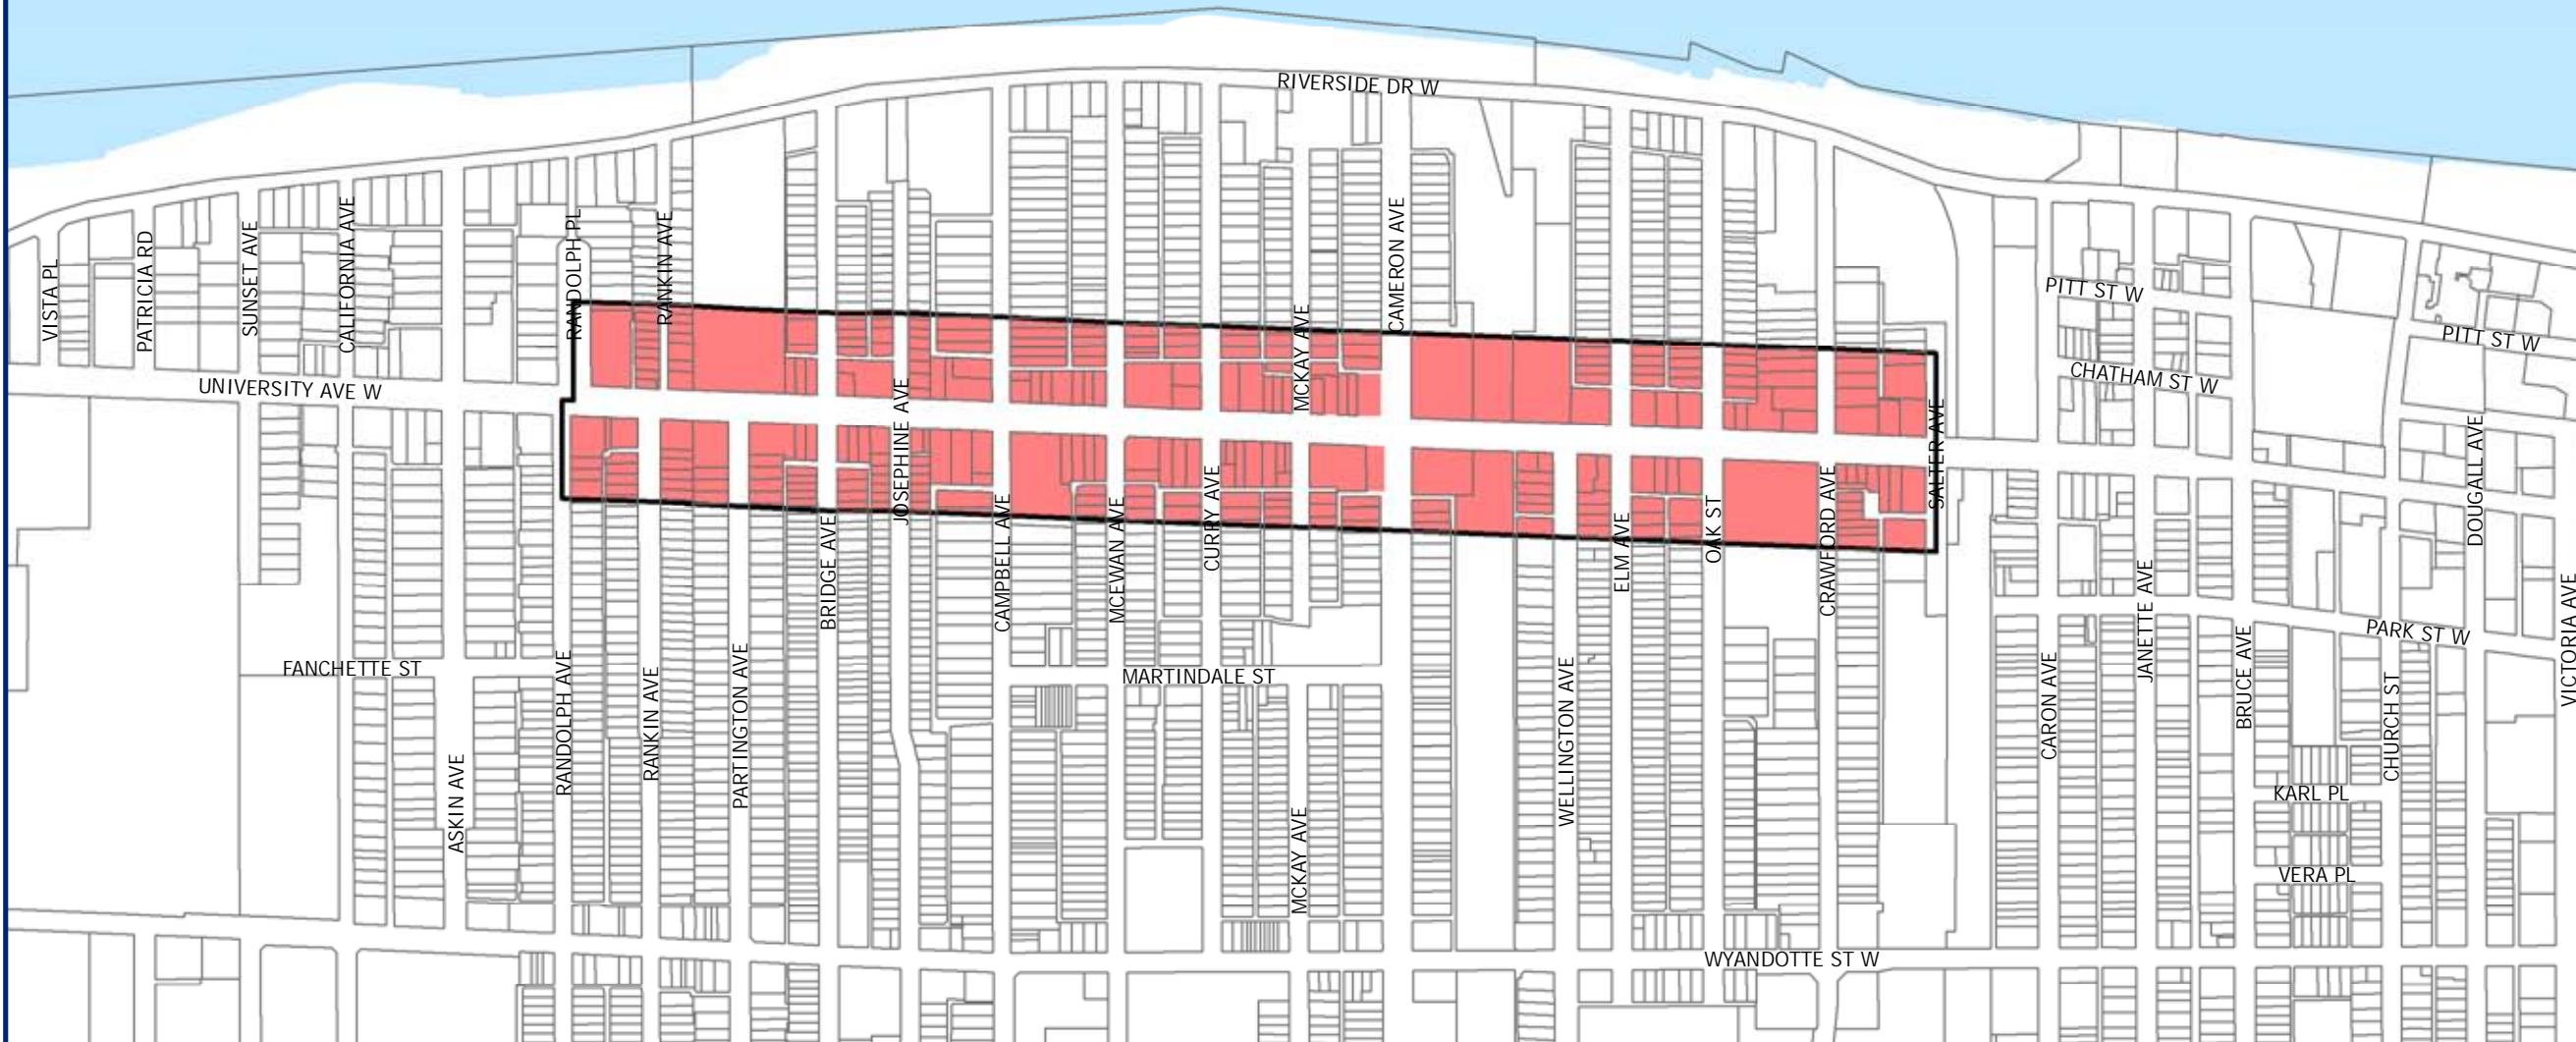 RIVERSIDE DR W
VISTA PL
PATRICIA RD
SUNSET AVE
CALIFORNIA AVE
RANDOLPH PL
RANKIN AVE
CAMERON AVE
MCKAY AVE
PITT ST W
PITT ST W
CHATHAM ST W
UNIVERSITY AVE W
JOSEPHINE AVE
SALTER AVE
DOUGALL AVE
CAMPBELL AVE
MCEWAN AVE
CURRY AVE
BRIDGE AVE
ELM AVE
OAK ST
CRAWFORD AVE
JANETTE AVE
VICTORIA AVE
PARK ST W
FANCHETTE ST
MARTINDALE ST
RANDOLPH AVE
RANKIN AVE
PARTINGTON AVE
WELLINGTON AVE
CARON AVE
BRUCE AVE
CHURCH ST
ASKIN AVE
MCKAY AVE
KARL PL
VERA PL
WYANDOTTE ST W